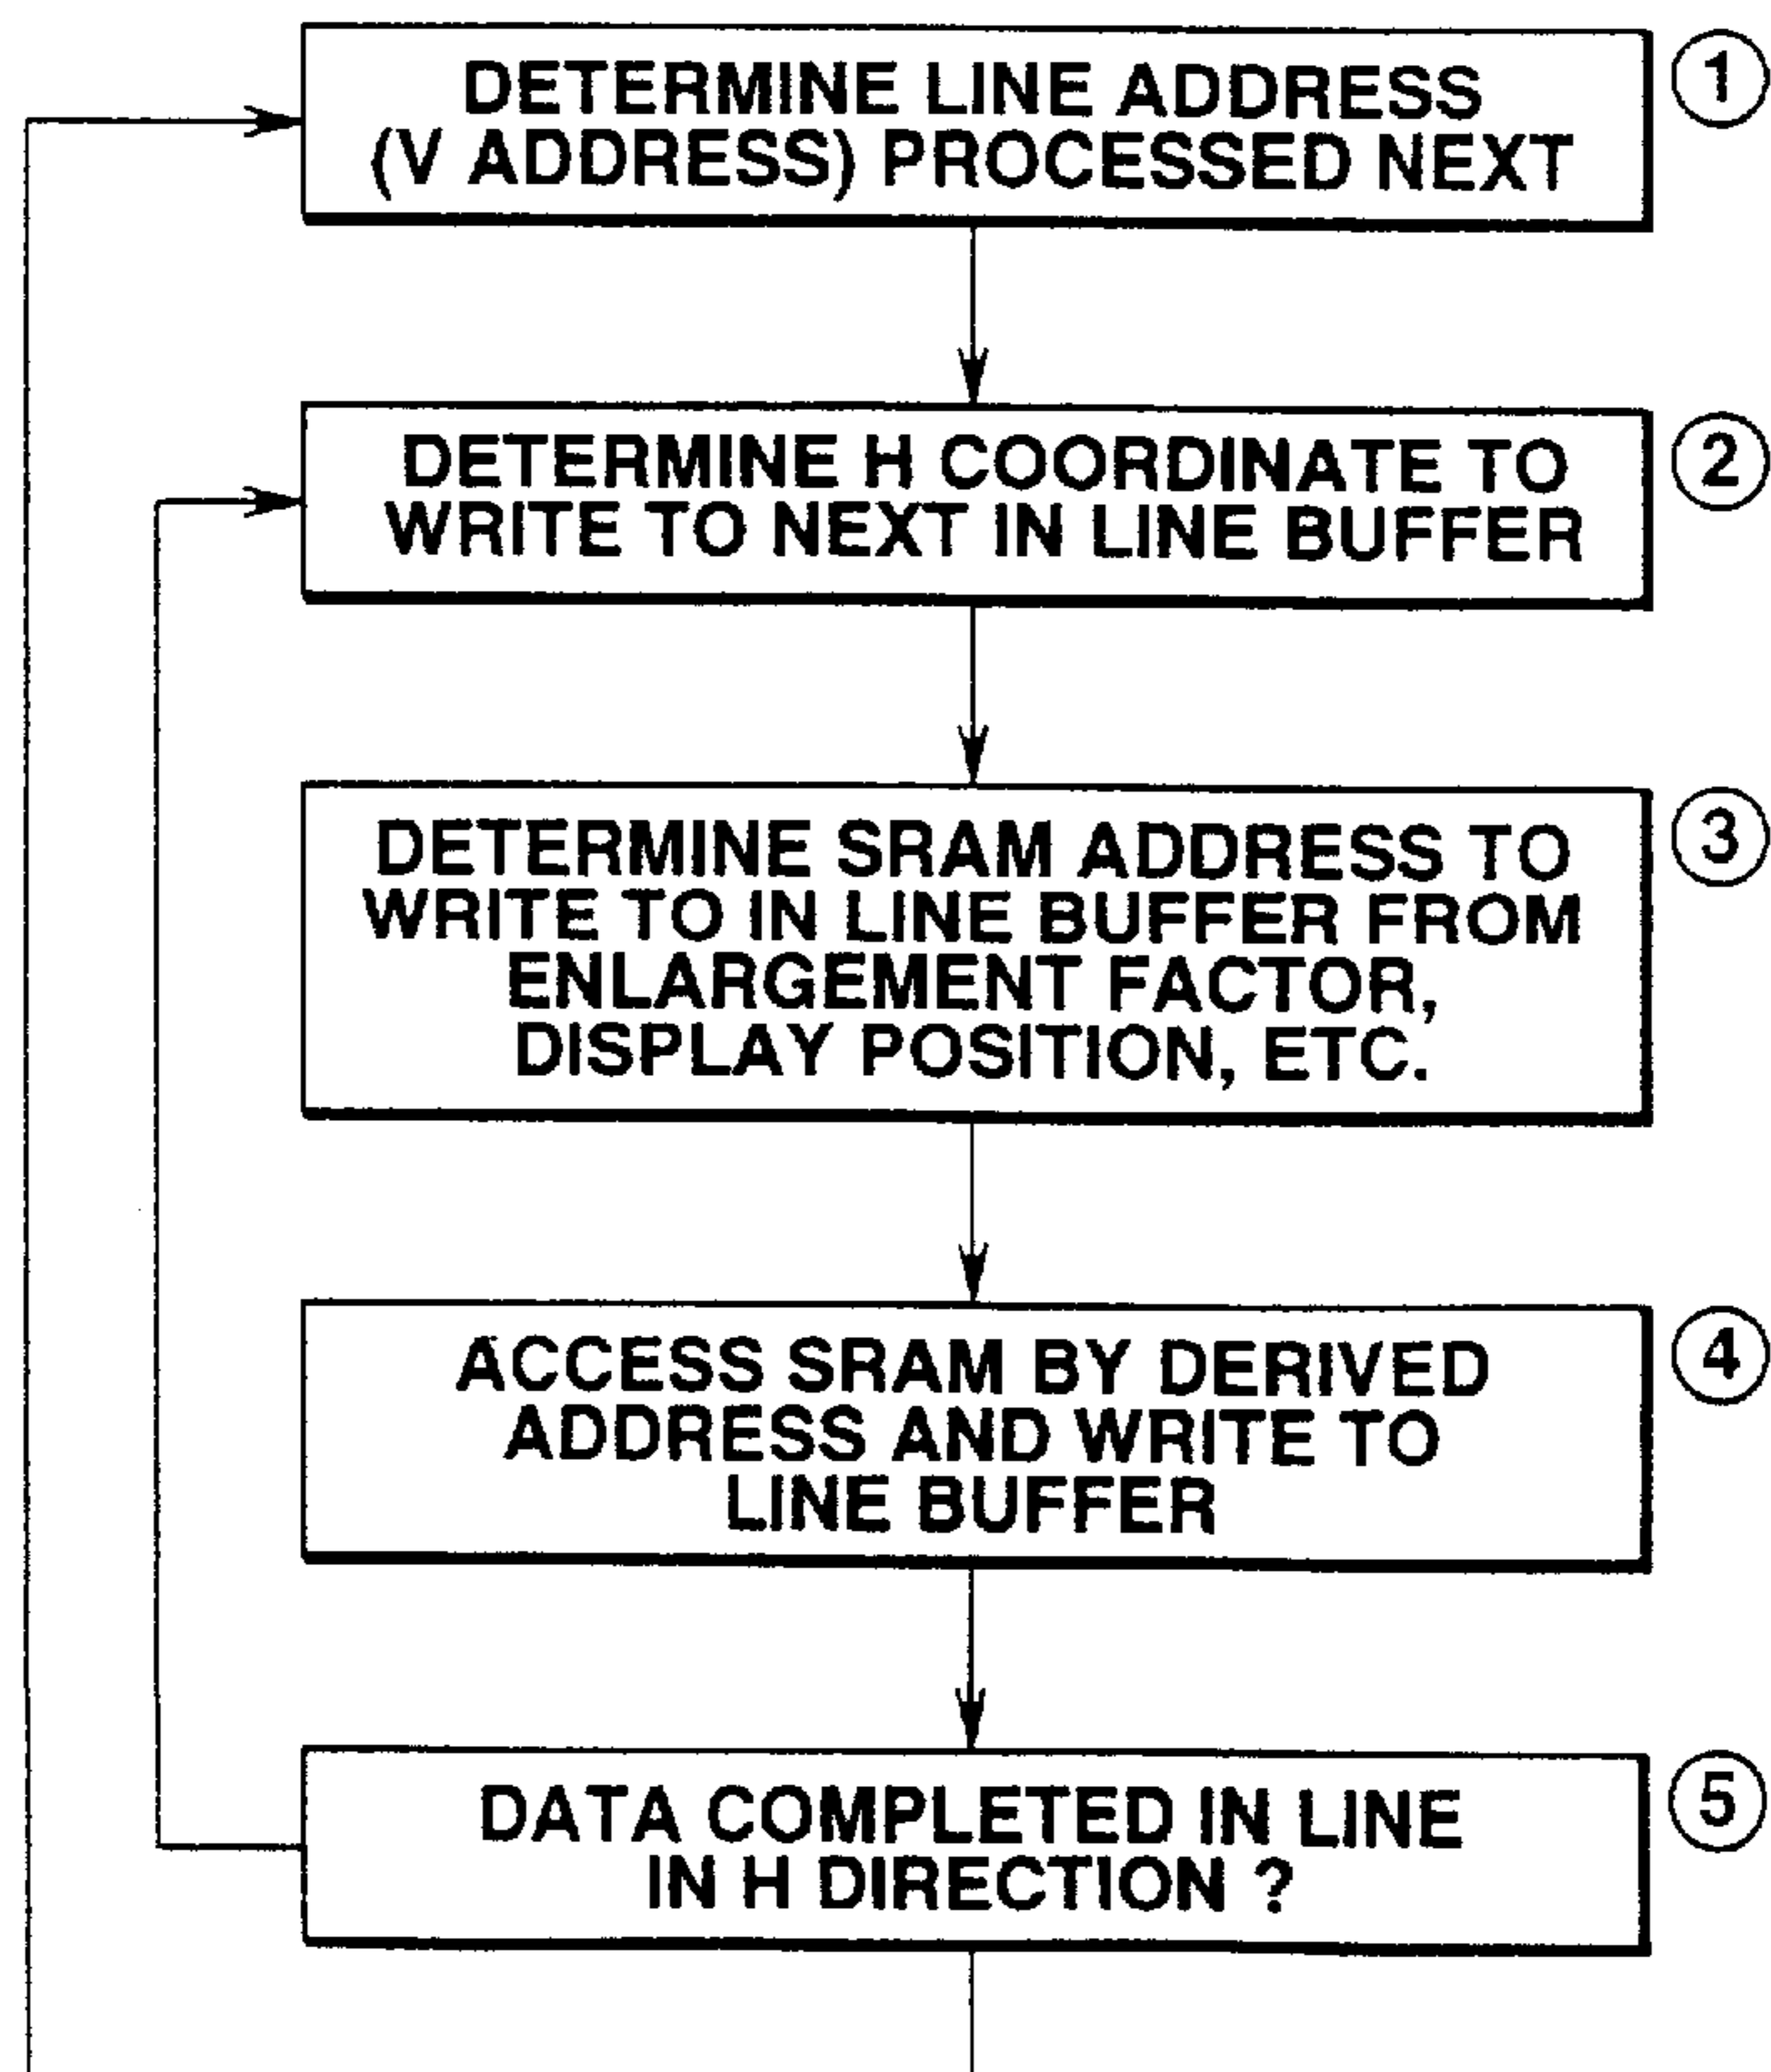 DETERMINE LINE ADDRESS
(V ADDRESS) PROCESSED NEXT
1
DETERMINE H COORDINATE TO
WRITE TO NEXT IN LINE BUFFER
2
DETERMINE SRAM ADDRESS TO
WRITE TO IN LINE BUFFER FROM
ENLARGEMENT FACTOR,
DISPLAY POSITION, ETC.
3
ACCESS SRAM BY DERIVED
ADDRESS AND WRITE TO
LINE BUFFER
4
DATA COMPLETED IN LINE
IN H DIRECTION ?
5